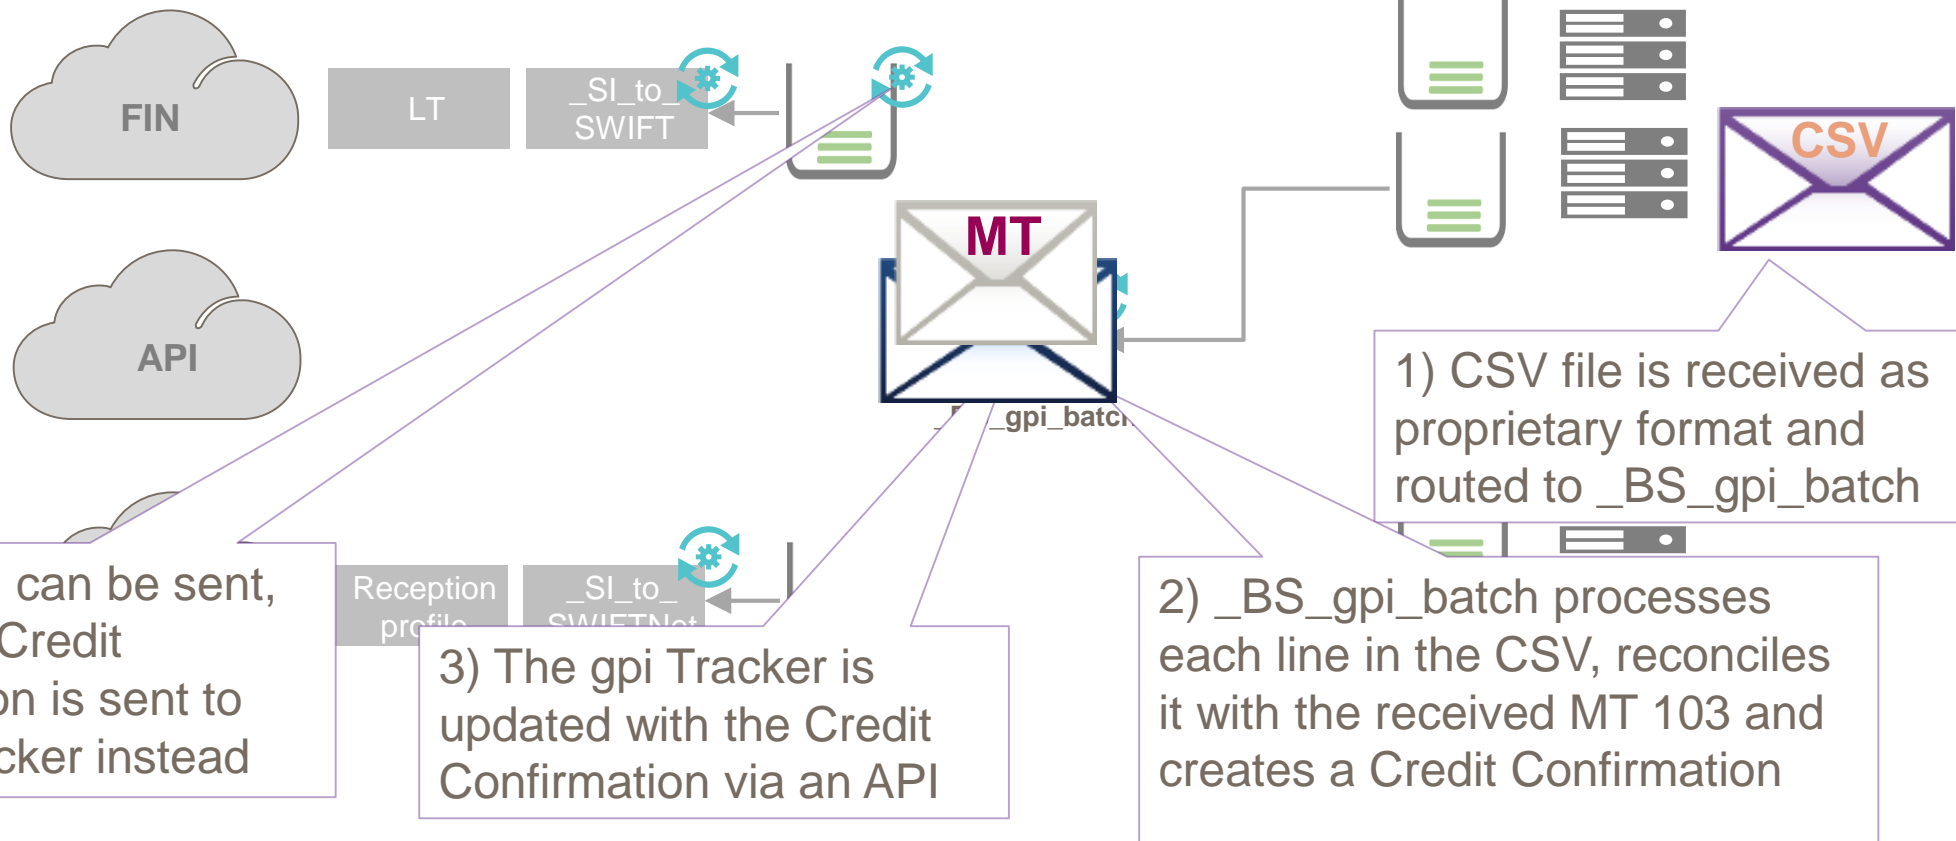 FIN
LT
_SI_to_
SWIFT
CSV
MT
API
_gpi_batch
1) CSV file is received as
proprietary format and
routed to _BS_gpi_batch
can be sent,
Credit
is sent to
instead
Reception
profile
_SI_to_
SWIFTNet
3) The gpi Tracker is
updated with the Credit
Confirmation via an API
2) _BS_gpi_batch processes
each line in the CSV, reconciles
it with the received MT 103 and
creates a Credit Confirmation